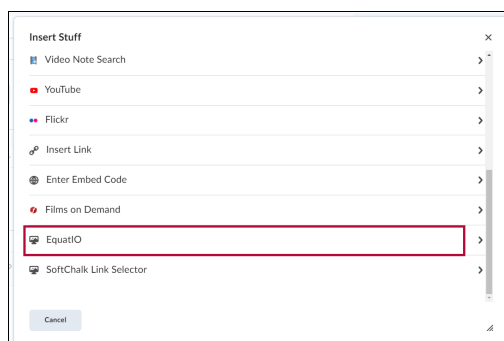 Insert Stuff
Video Note Search
YouTube
Flickr
Insert Link
Enter Embed Code
Films on Demand
EquatIO
SoftChalk Link Selector
Cancel